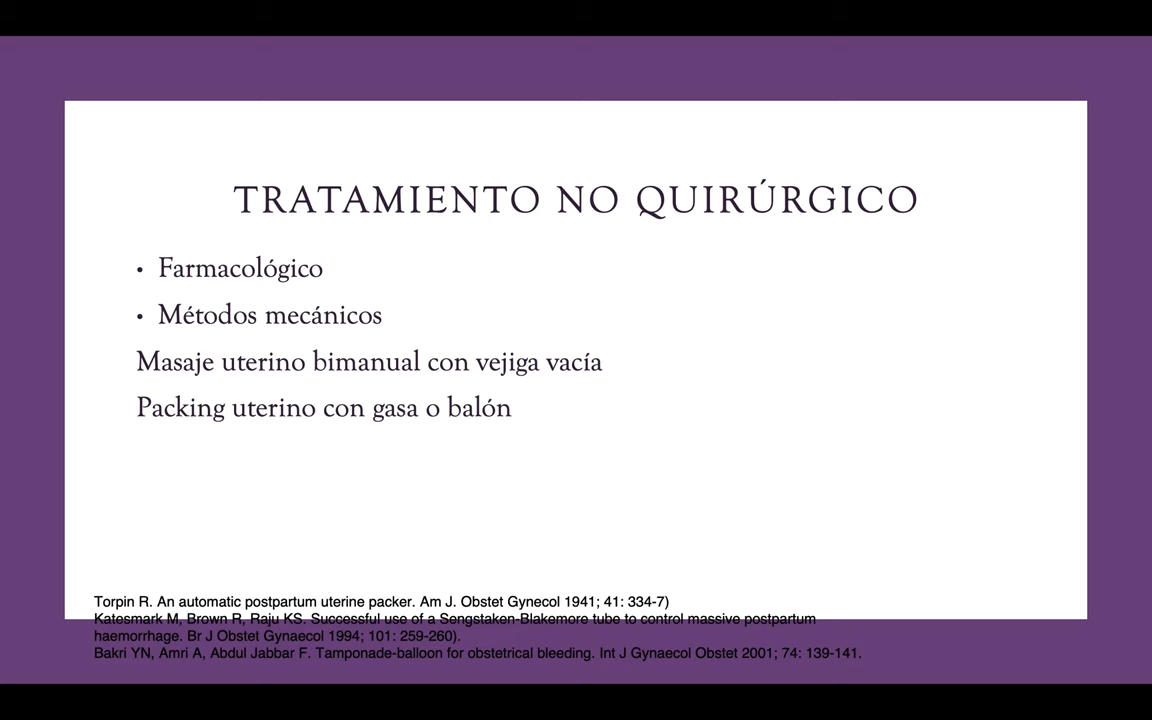 TRATAMIENTO NO QUIRÚRGICO
• Farmacológico
• Métodos mecánicos
Masaje uterino bimanual con vejiga vacía
Packing uterino con gasa o balón
Torpin R. An automatic postpartum uterine packer. Am J. Obstet Gynecol 1941; 41: 334-7)
Katesmark M, Brown R, Raju KS. Successful use of a Sengstaken-Blakemore tube to control massive postpartum
haemorrhage. Br J Obstet Gynaecol 1994; 101: 259-260).
Bakri YN, Amri A, Abdul Jabbar F. Tamponade-balloon for obstetrical bleeding. Int J Gynaecol Obstet 2001; 74: 139-141.